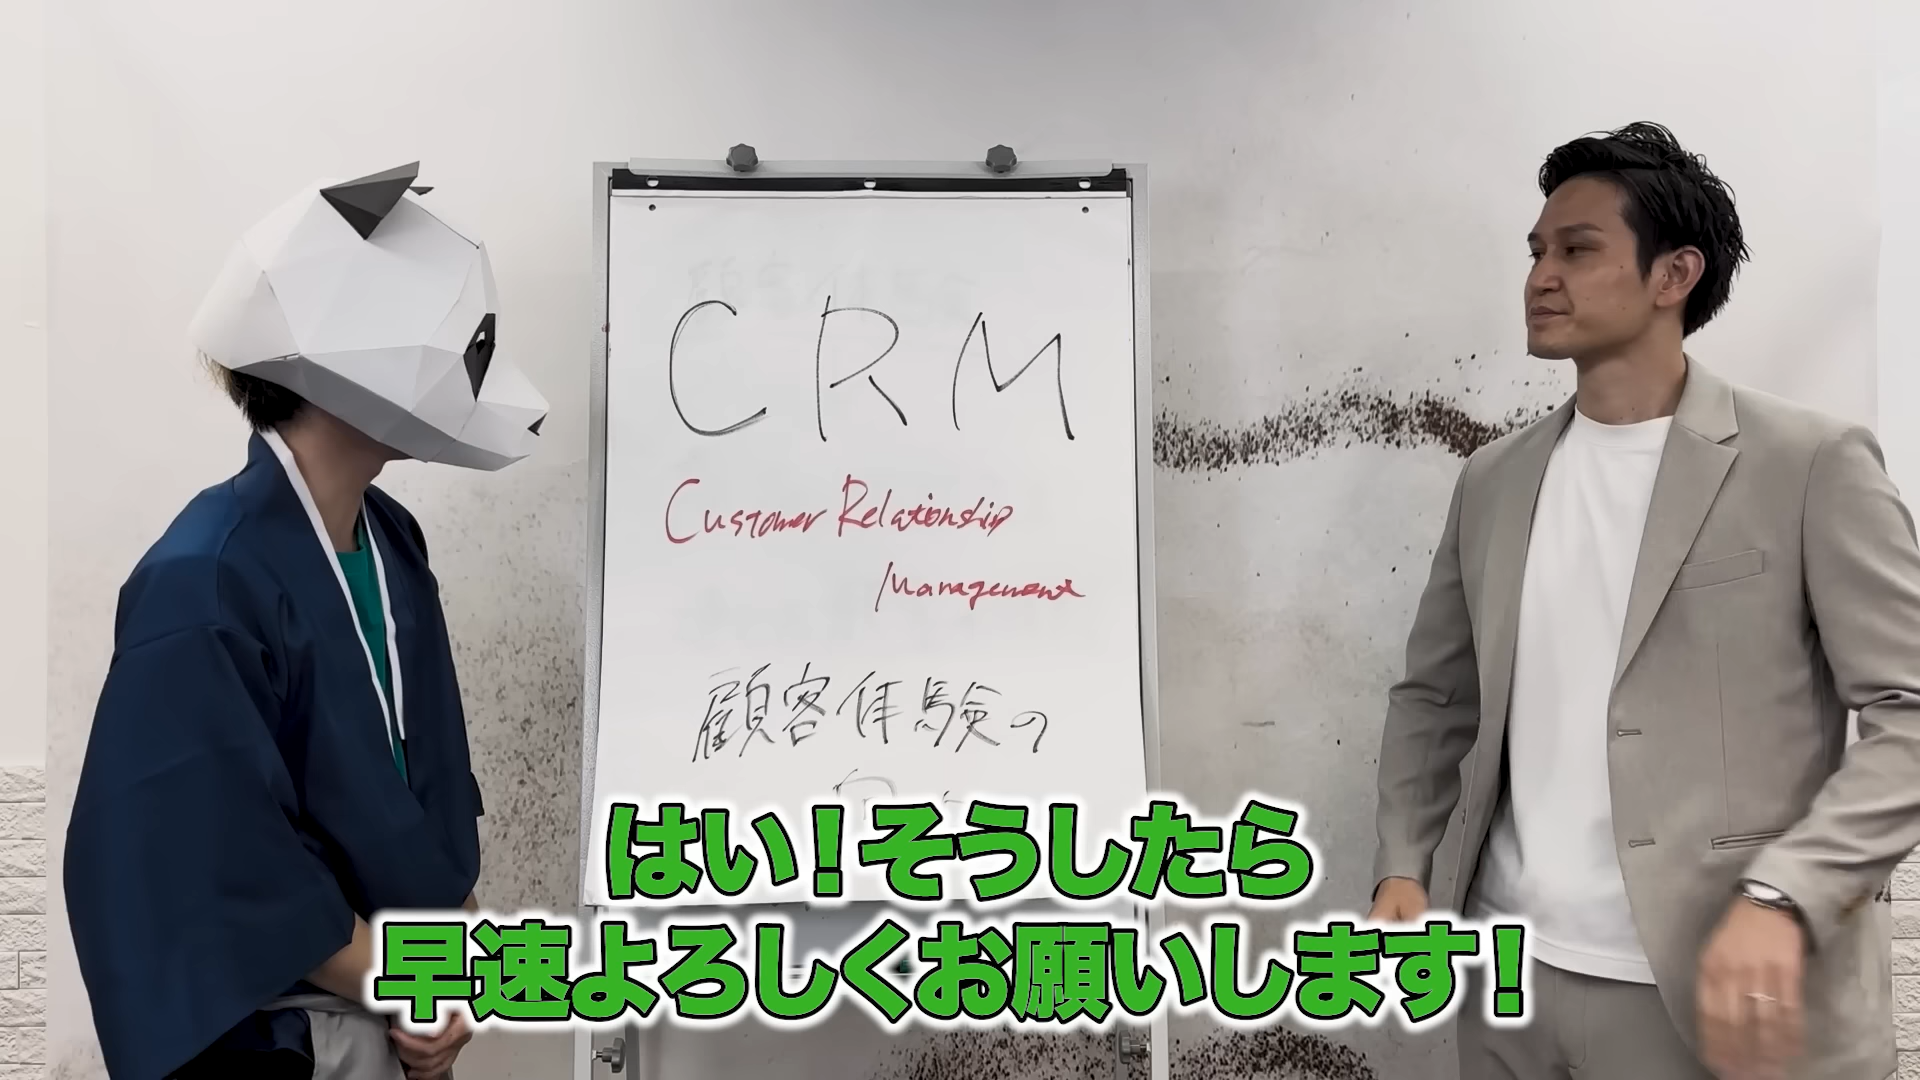 CRM
Customer Relationship
Management
顧客体験の
はい！そうしたら
早速よろしくお願いします！